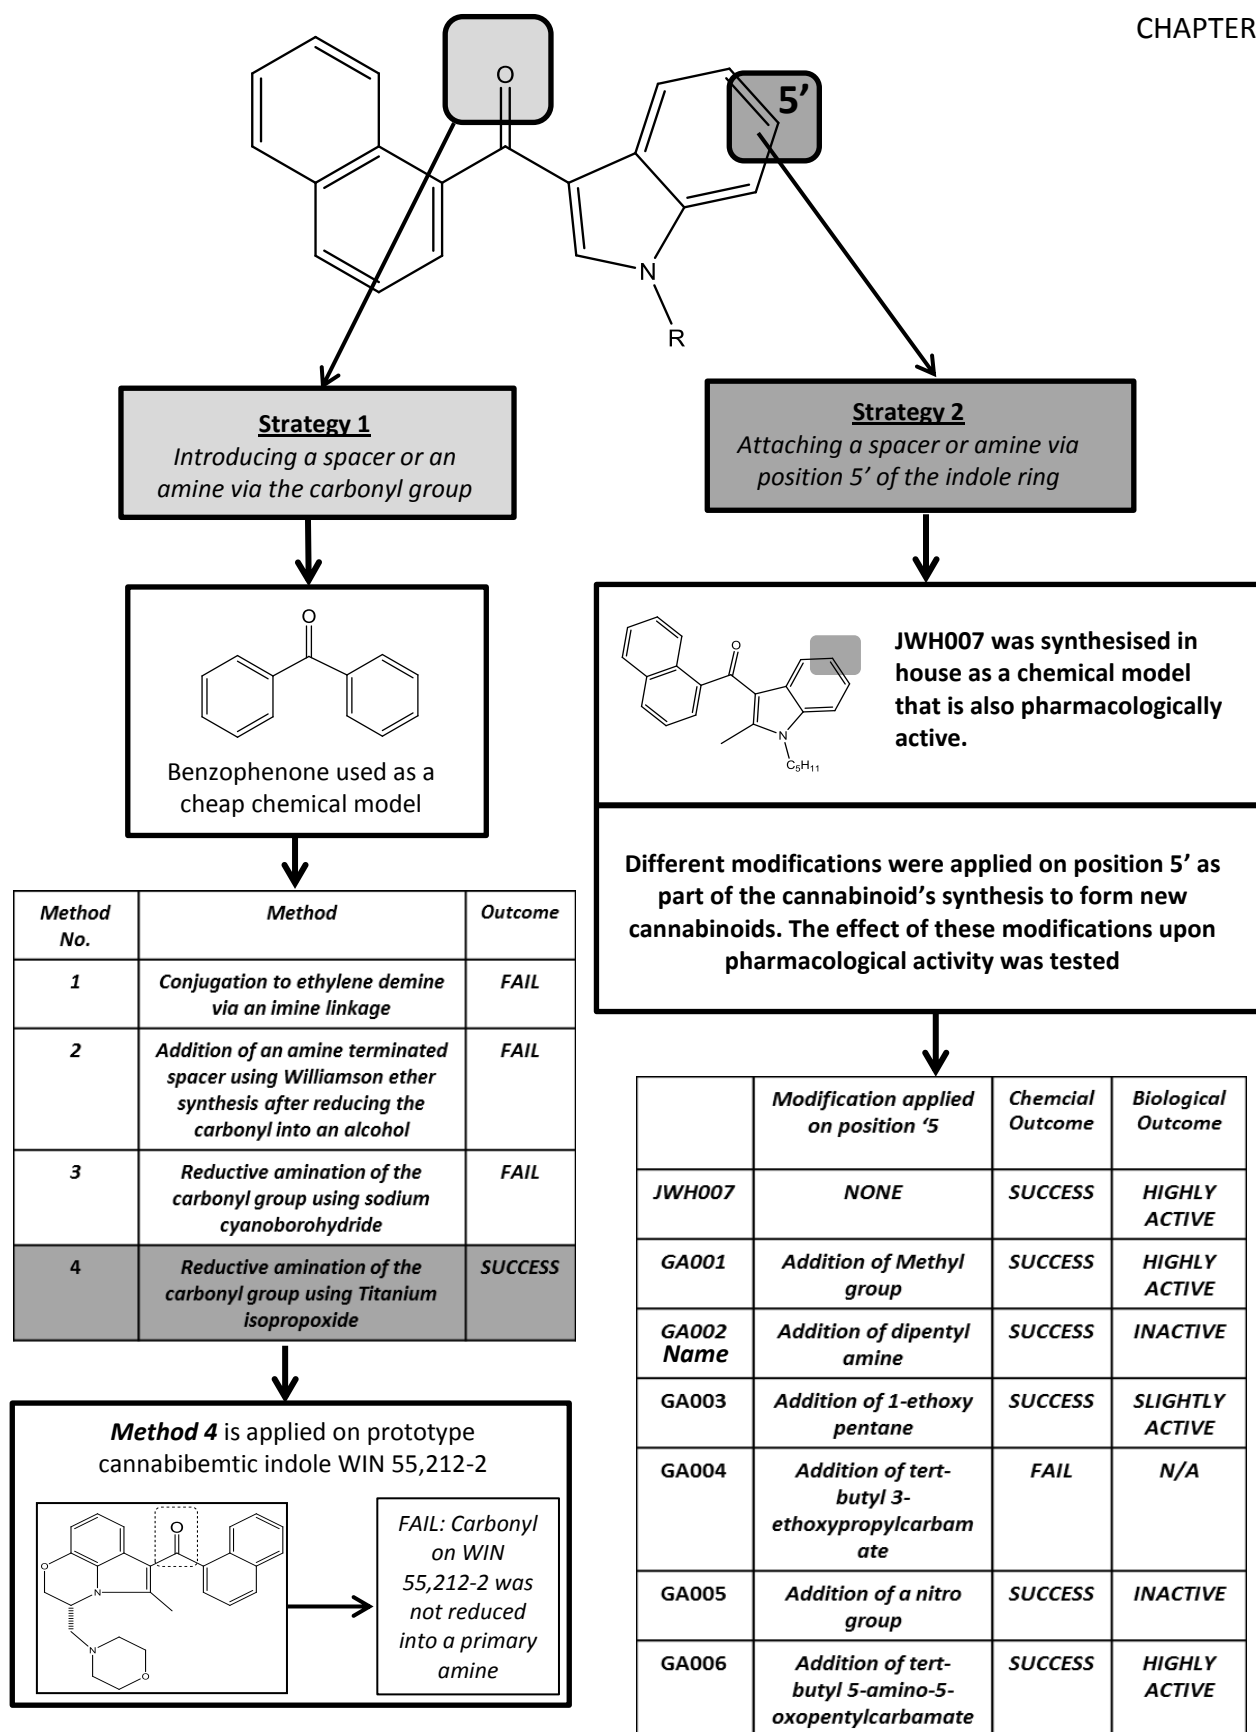 CHAPTER
O
5’
N
R
Strategy 1
Introducing a spacer or an
amine via the carbonyl group
Strategy 2
Attaching a spacer or amine via
position 5’ of the indole ring
O
Benzophenone used as a
cheap chemical model
O
N
C5H11
JWH007 was synthesised in
house as a chemical model
that is also pharmacologically
active.
Different modifications were applied on position 5’ as
part of the cannabinoid’s synthesis to form new
cannabinoids. The effect of these modifications upon
pharmacological activity was tested
Method No. Method Outcome
1 Conjugation to ethylene demine via an imine linkage FAIL
2 Addition of an amine terminated spacer using Williamson ether synthesis after reducing the carbonyl into an alcohol FAIL
3 Reductive amination of the carbonyl group using sodium cyanoborohydride FAIL
4 Reductive amination of the carbonyl group using Titanium isopropoxide SUCCESS
Method 4 is applied on prototype
cannabibemtic indole WIN 55,212-2
O
O
N
N
O
FAIL: Carbonyl
on WIN
55,212-2 was
not reduced
into a primary
amine
Modification applied on position ‘5 Chemcial Outcome Biological Outcome
JWH007 NONE SUCCESS HIGHLY ACTIVE
GA001 Addition of Methyl group SUCCESS HIGHLY ACTIVE
GA002 Name Addition of dipentyl amine SUCCESS INACTIVE
GA003 Addition of 1-ethoxy pentane SUCCESS SLIGHTLY ACTIVE
GA004 Addition of tert-butyl 3-ethoxypropylcarbamate FAIL N/A
GA005 Addition of a nitro group SUCCESS INACTIVE
GA006 Addition of tert-butyl 5-amino-5-oxopentylcarbamate SUCCESS HIGHLY ACTIVE